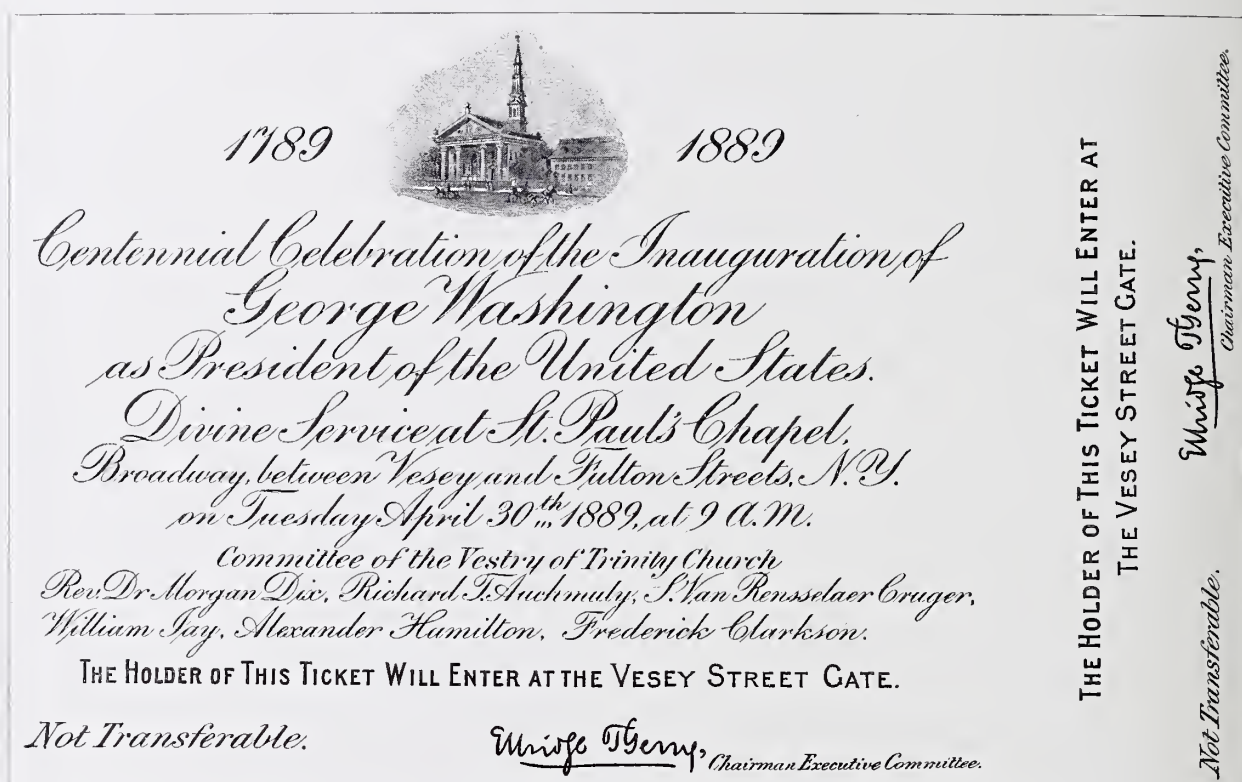 1789 1889
Centennial Celebration of the Inauguration of
George Washington
as President of the United States.
Divine Service at St. Paul's Chapel.
Broadway, between Vesey and Fulton Streets, N.Y.
on Tuesday April 30th 1889, at 9 A.M.
Committee of the Vestry of Trinity Church
Rev. Dr Morgan Dix, Richard T. Auchmuty, S. Van Rensselaer Cruger,
William Jay, Alexander Hamilton, Frederick Clarkson.
THE HOLDER OF THIS TICKET WILL ENTER AT THE VESEY STREET GATE.
Not Transferable.
Elbridge T Gerry, Chairman Executive Committee.
THE HOLDER OF THIS TICKET WILL ENTER AT
THE VESEY STREET GATE.
Elbridge T Gerry,
Chairman Executive Committee.
Not Transferable.